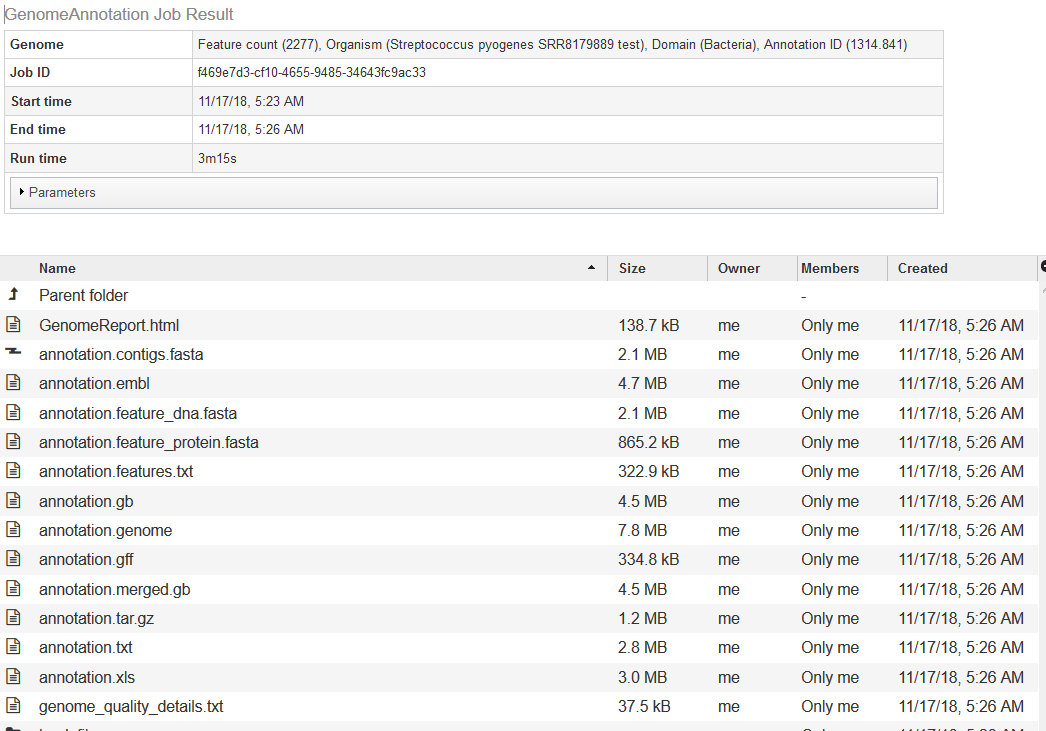 GenomeAnnotation Job Result
Genome Feature count (2277), Organism (Streptococcus pyogenes SRR8179889 test), Domain (Bacteria), Annotation ID (1314.841)
Job ID f469e7d3-cf10-4655-9485-34643fc9ac33
Start time 11/17/18, 5:23 AM
End time 11/17/18, 5:26 AM
Run time 3m15s
Parameters
Name Size Owner Members Created
Parent folder -
GenomeReport.html 138.7 kB me Only me 11/17/18, 5:26 AM
annotation.contigs.fasta 2.1 MB me Only me 11/17/18, 5:26 AM
annotation.embl 4.7 MB me Only me 11/17/18, 5:26 AM
annotation.feature_dna.fasta 2.1 MB me Only me 11/17/18, 5:26 AM
annotation.feature_protein.fasta 865.2 kB me Only me 11/17/18, 5:26 AM
annotation.features.txt 322.9 kB me Only me 11/17/18, 5:26 AM
annotation.gb 4.5 MB me Only me 11/17/18, 5:26 AM
annotation.genome 7.8 MB me Only me 11/17/18, 5:26 AM
annotation.gff 334.8 kB me Only me 11/17/18, 5:26 AM
annotation.merged.gb 4.5 MB me Only me 11/17/18, 5:26 AM
annotation.tar.gz 1.2 MB me Only me 11/17/18, 5:26 AM
annotation.txt 2.8 MB me Only me 11/17/18, 5:26 AM
annotation.xls 3.0 MB me Only me 11/17/18, 5:26 AM
genome_quality_details.txt 37.5 kB me Only me 11/17/18, 5:26 AM